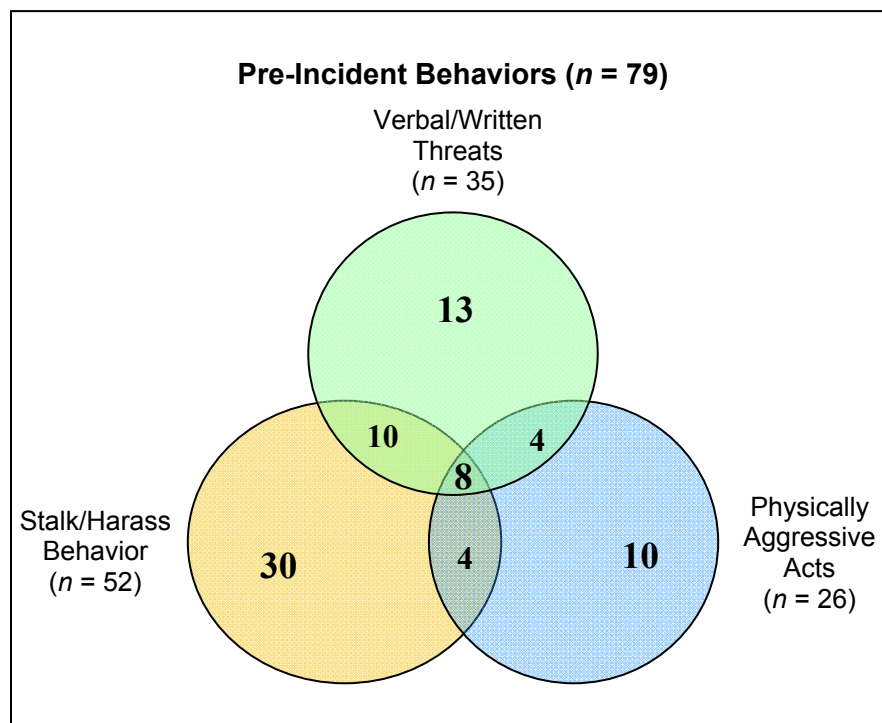 Pre-Incident Behaviors (n = 79)
Verbal/Written
Threats
(n = 35)
13
10
4
8
Stalk/Harass
Behavior
(n = 52)
30
4
10
Physically
Aggressive
Acts
(n = 26)